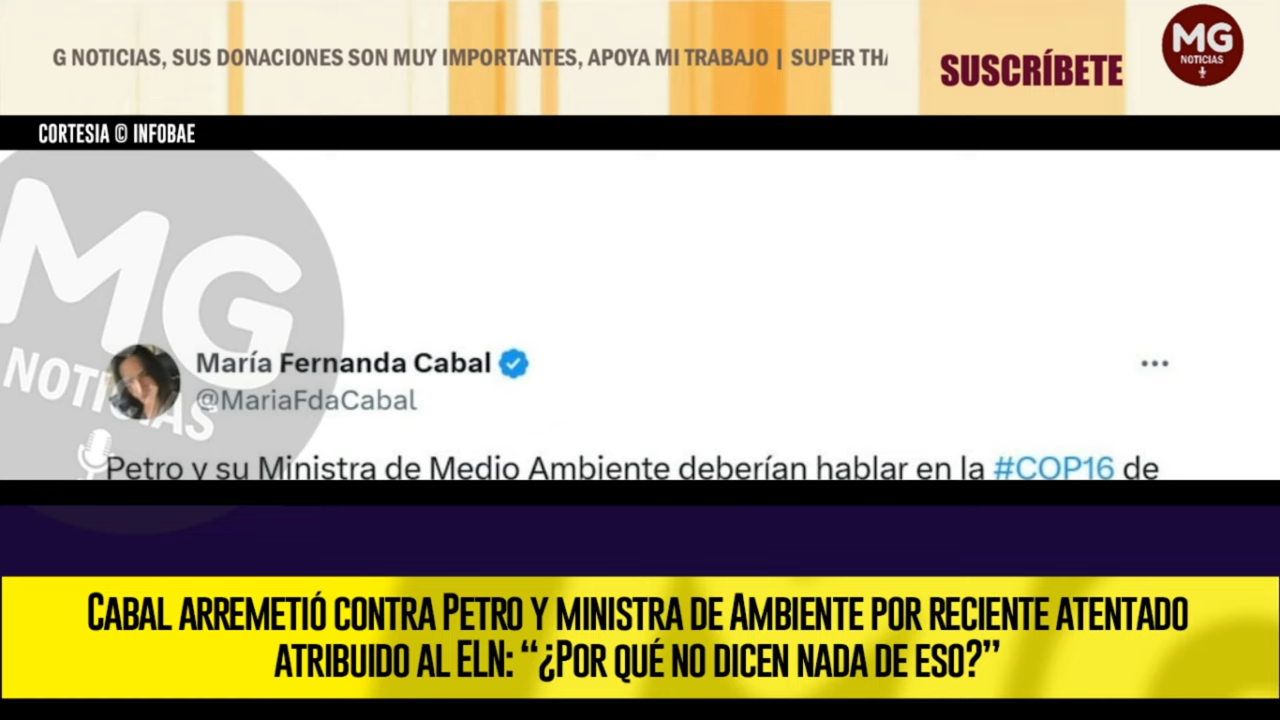 G NOTICIAS, SUS DONACIONES SON MUY IMPORTANTES, APOYA MI TRABAJO | SUPER THA
SUSCRÍBETE
MG
NOTICIAS
CORTESIA © INFOBAE
MG
NOTICIAS
María Fernanda Cabal
@MariaFdaCabal
Petro y su Ministra de Medio Ambiente deberían hablar en la #COP16 de
CABAL ARREMETIÓ CONTRA PETRO Y MINISTRA DE AMBIENTE POR RECIENTE ATENTADO
ATRIBUIDO AL ELN: “¿POR QUÉ NO DICEN NADA DE ESO?”